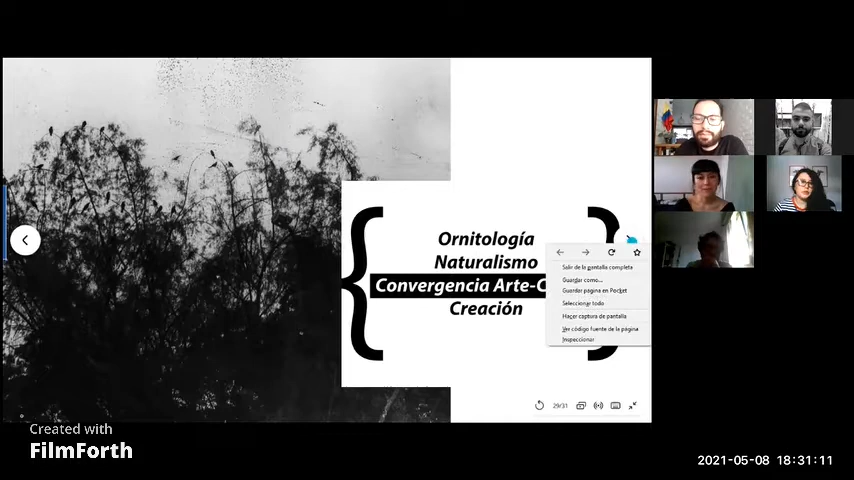 Ornitología
Naturalismo
Convergencia Arte-C
Creación
Salir de la pantalla completa
Guardar como...
Guardar página en Pocket
Seleccionar todo
Hacer captura de pantalla
Ver código fuente de la página
Inspeccionar
29/31
Created with
FilmForth
2021-05-08 18:31:11